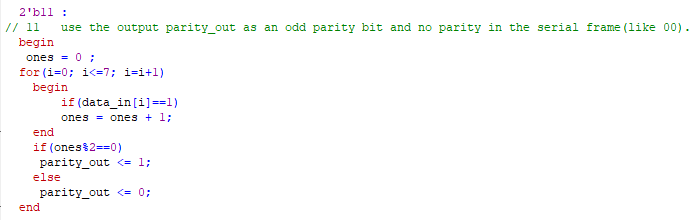 2'b11 :
// 11   use the output parity_out as an odd parity bit and no parity in the serial frame(like 00).
begin
ones = 0 ;
for(i=0; i<=7; i=i+1)
begin
if(data_in[i]==1)
ones = ones + 1;
end
if(ones%2==0)
parity_out <= 1;
else
parity_out <= 0;
end